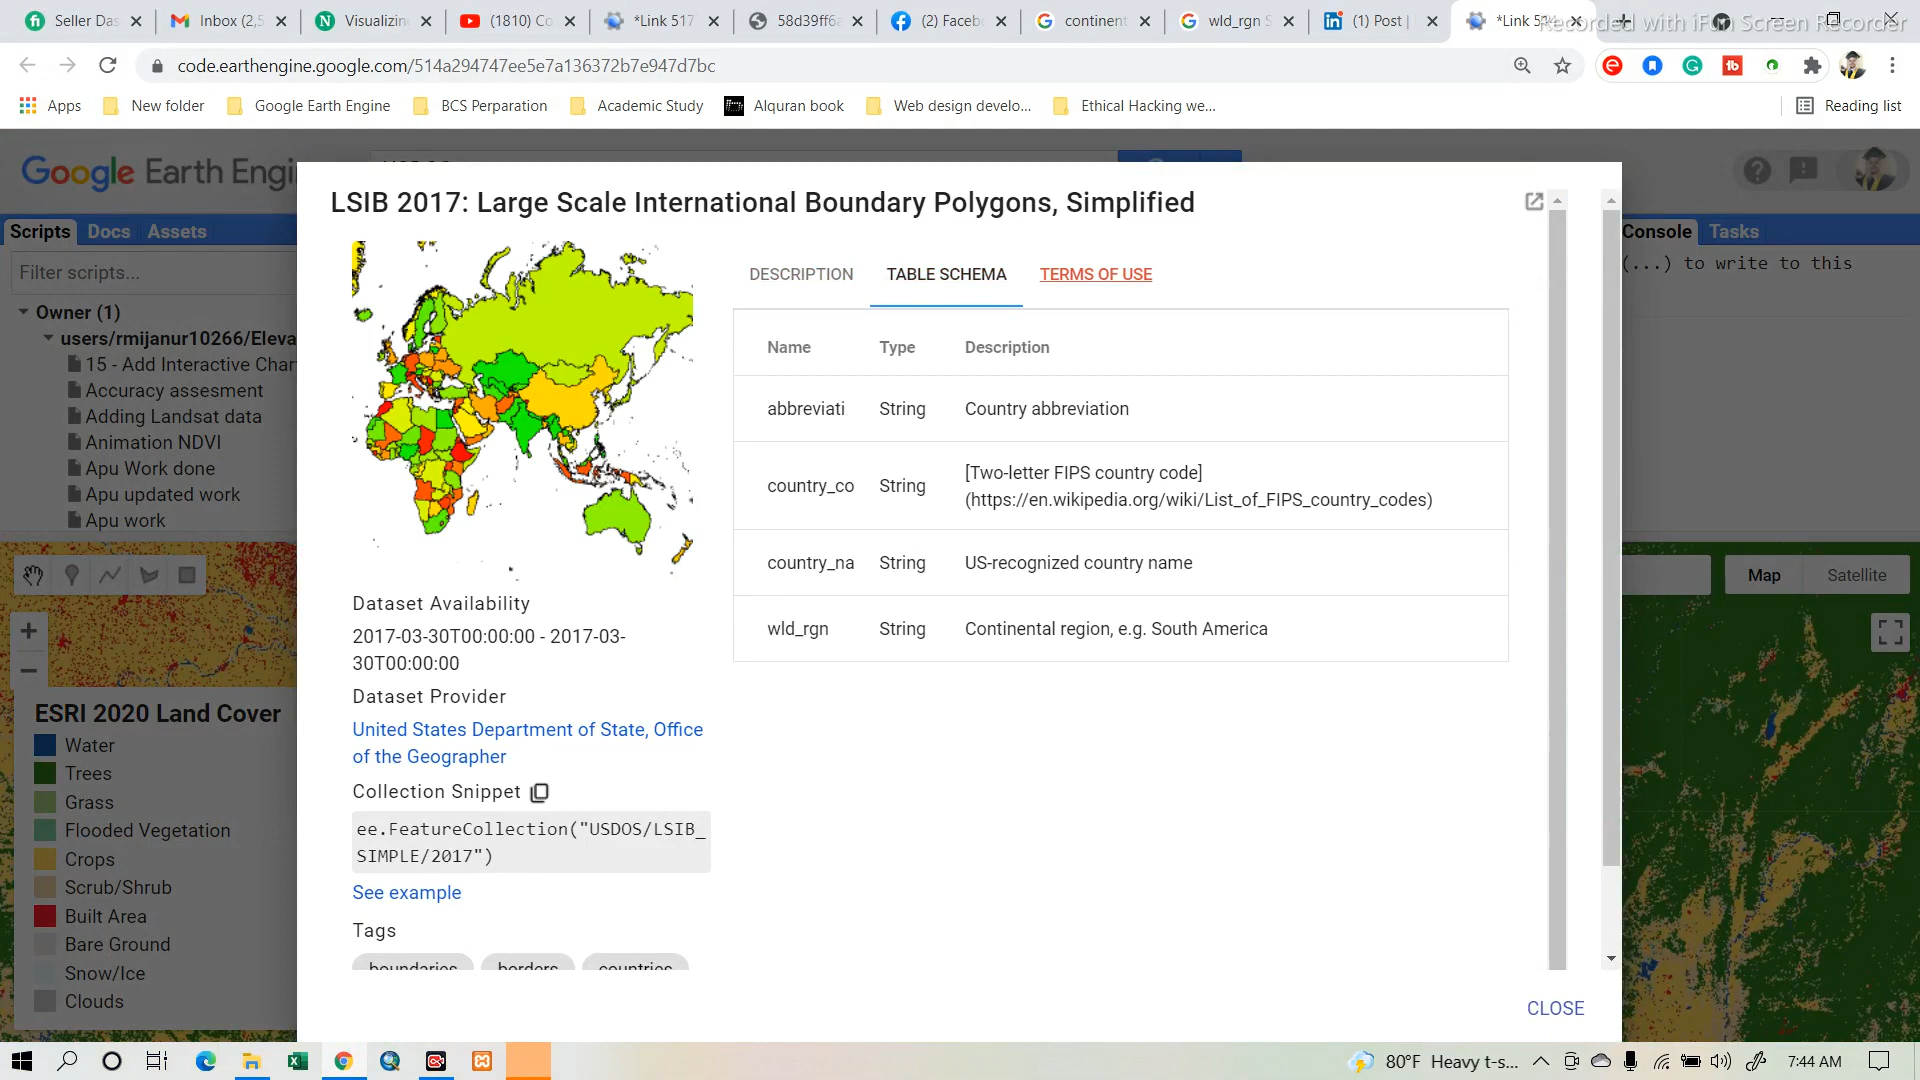 Seller Das
Inbox (2,5
Visualizin
(1810) Co
*Link 517
58d39ff6a
(2) Faceb
continent
wld_rgn S
(1) Post |
*Link 514
Recorded with iFun Screen Recorder
code.earthengine.google.com/514a294747ee5e7a136372b7e947d7bc
Apps
New folder
Google Earth Engine
BCS Perparation
Academic Study
Alquran book
Web design develo...
Ethical Hacking we...
Reading list
Google Earth Engi
LSIB 2017: Large Scale International Boundary Polygons, Simplified
Scripts
Docs
Assets
Console
Tasks
Filter scripts...
(...) to write to this
Owner (1)
users/rmijanur10266/Eleva
15 - Add Interactive Char
Accuracy assesment
Adding Landsat data
Animation NDVI
Apu Work done
Apu updated work
Apu work
DESCRIPTION
TABLE SCHEMA
TERMS OF USE
Name Type Description
abbreviati String Country abbreviation
country_co String [Two-letter FIPS country code]
(https://en.wikipedia.org/wiki/List_of_FIPS_country_codes)
country_na String US-recognized country name
wld_rgn String Continental region, e.g. South America
Dataset Availability
2017-03-30T00:00:00 - 2017-03-
30T00:00:00
Dataset Provider
United States Department of State, Office
of the Geographer
Collection Snippet
ee.FeatureCollection("USDOS/LSIB_
SIMPLE/2017")
See example
Tags
boundaries
borders
countries
CLOSE
Map
Satellite
ESRI 2020 Land Cover
Water
Trees
Grass
Flooded Vegetation
Crops
Scrub/Shrub
Built Area
Bare Ground
Snow/Ice
Clouds
80°F Heavy t-s...
7:44 AM